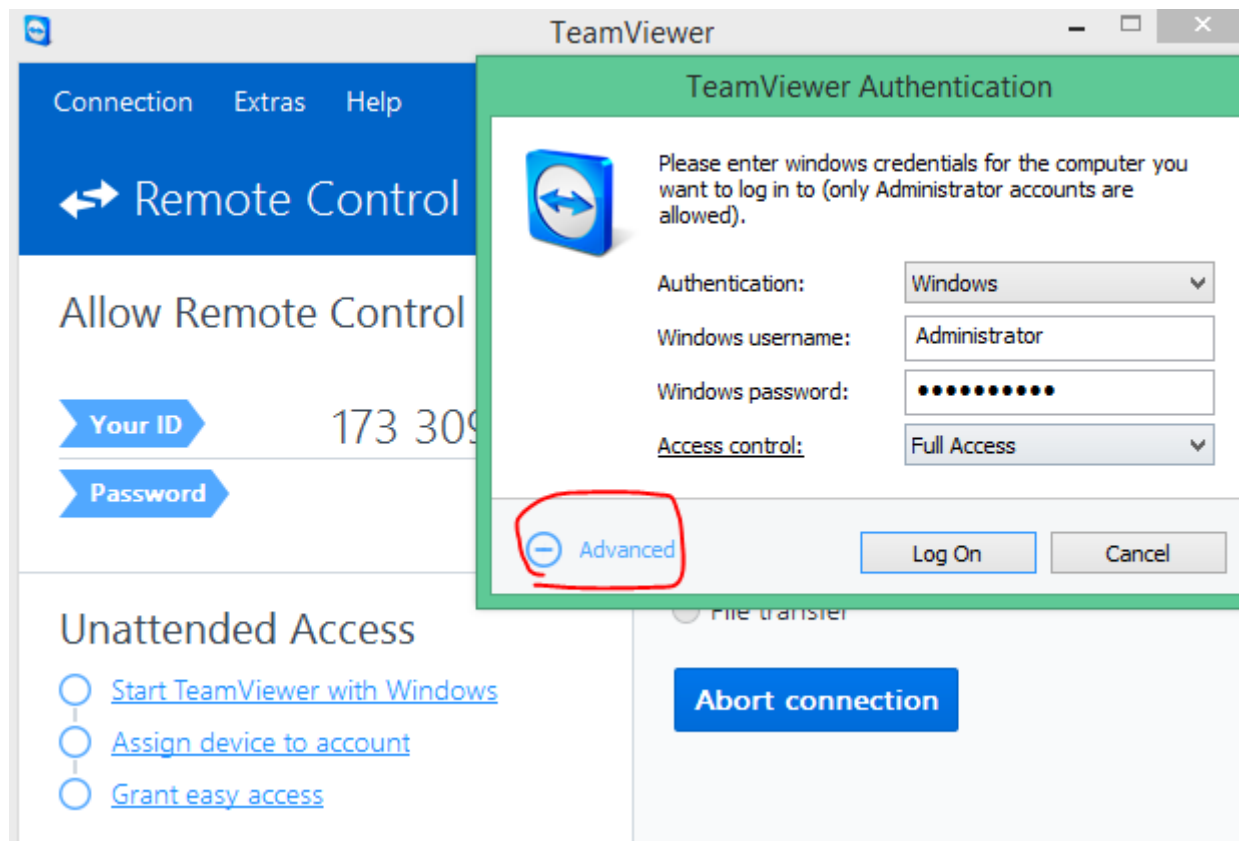 TeamViewer
Connection Extras Help
Remote Control
Allow Remote Control
Your ID 173 309
Password
Unattended Access
Start TeamViewer with Windows
Assign device to account
Grant easy access
TeamViewer Authentication
Please enter windows credentials for the computer you
want to log in to (only Administrator accounts are
allowed).
Authentication: Windows
Windows username: Administrator
Windows password: ••••••••••
Access control: Full Access
Advanced Log On Cancel
File transfer
Abort connection